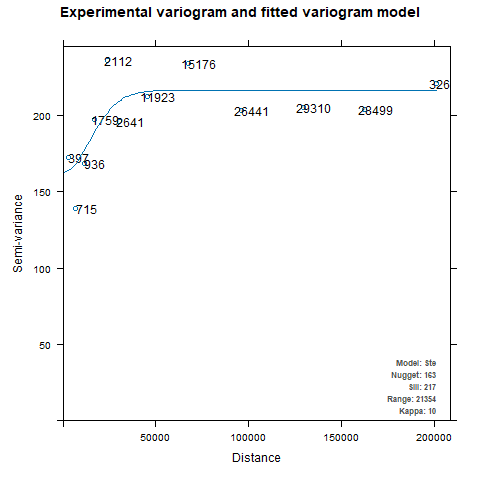 Experimental variogram and fitted variogram model
2112
15176
326
11923
200
26441
29310
28499
1759
2641
397
936
150
715
Semi-variance
100
50
Model: Ste
Nugget: 163
Sill: 217
Range: 21354
Kappa: 10
50000
100000
150000
200000
Distance